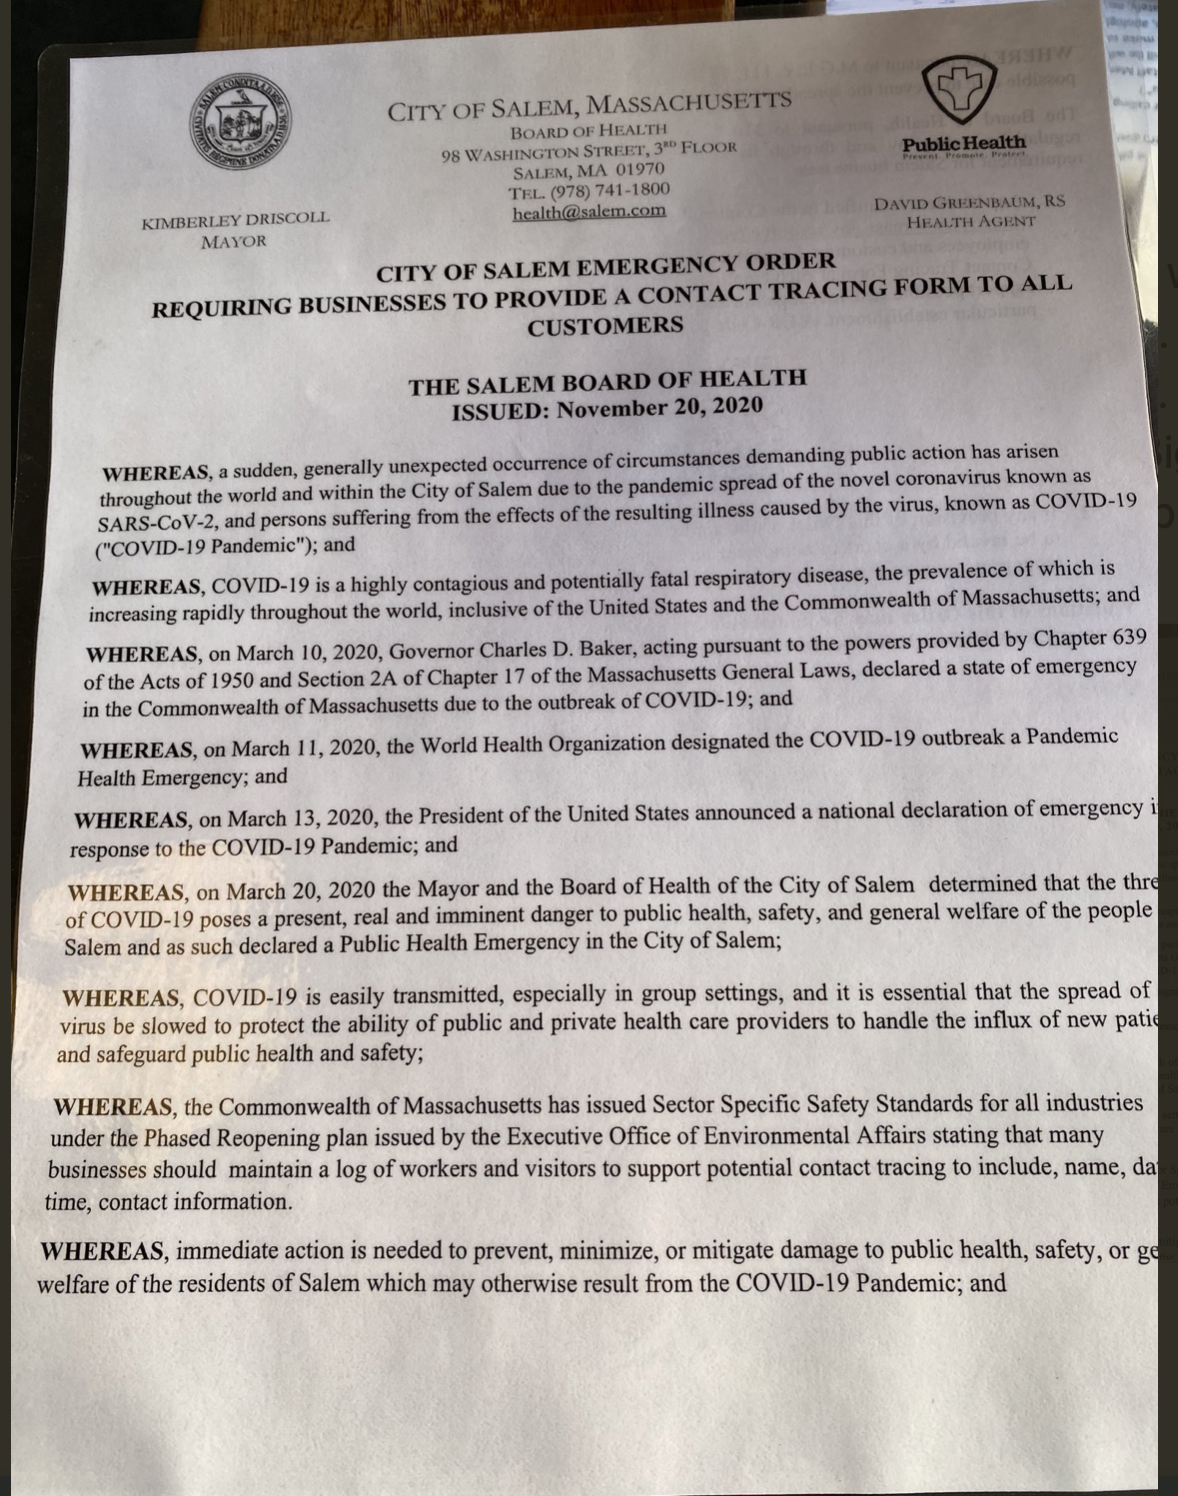 CITY OF SALEM, MASSACHUSETTS
BOARD OF HEALTH
98 WASHINGTON STREET, 3RD FLOOR
SALEM, MA 01970
TEL. (978) 741-1800
health@salem.com
KIMBERLEY DRISCOLL
MAYOR
PublicHealth
Prevent. Promote. Protect.
DAVID GREENBAUM, RS
HEALTH AGENT
CITY OF SALEM EMERGENCY ORDER
REQUIRING BUSINESSES TO PROVIDE A CONTACT TRACING FORM TO ALL
CUSTOMERS
THE SALEM BOARD OF HEALTH
ISSUED: November 20, 2020
WHEREAS, a sudden, generally unexpected occurrence of circumstances demanding public action has arisen
throughout the world and within the City of Salem due to the pandemic spread of the novel coronavirus known as
SARS-CoV-2, and persons suffering from the effects of the resulting illness caused by the virus, known as COVID-19
("COVID-19 Pandemic"); and
WHEREAS, COVID-19 is a highly contagious and potentially fatal respiratory disease, the prevalence of which is
increasing rapidly throughout the world, inclusive of the United States and the Commonwealth of Massachusetts; and
WHEREAS, on March 10, 2020, Governor Charles D. Baker, acting pursuant to the powers provided by Chapter 639
of the Acts of 1950 and Section 2A of Chapter 17 of the Massachusetts General Laws, declared a state of emergency
in the Commonwealth of Massachusetts due to the outbreak of COVID-19; and
WHEREAS, on March 11, 2020, the World Health Organization designated the COVID-19 outbreak a Pandemic
Health Emergency; and
WHEREAS, on March 13, 2020, the President of the United States announced a national declaration of emergency i
response to the COVID-19 Pandemic; and
WHEREAS, on March 20, 2020 the Mayor and the Board of Health of the City of Salem determined that the thre
of COVID-19 poses a present, real and imminent danger to public health, safety, and general welfare of the people
Salem and as such declared a Public Health Emergency in the City of Salem;
WHEREAS, COVID-19 is easily transmitted, especially in group settings, and it is essential that the spread of
virus be slowed to protect the ability of public and private health care providers to handle the influx of new patie
and safeguard public health and safety;
WHEREAS, the Commonwealth of Massachusetts has issued Sector Specific Safety Standards for all industries
under the Phased Reopening plan issued by the Executive Office of Environmental Affairs stating that many
businesses should maintain a log of workers and visitors to support potential contact tracing to include, name, da
time, contact information.
WHEREAS, immediate action is needed to prevent, minimize, or mitigate damage to public health, safety, or ge
welfare of the residents of Salem which may otherwise result from the COVID-19 Pandemic; and